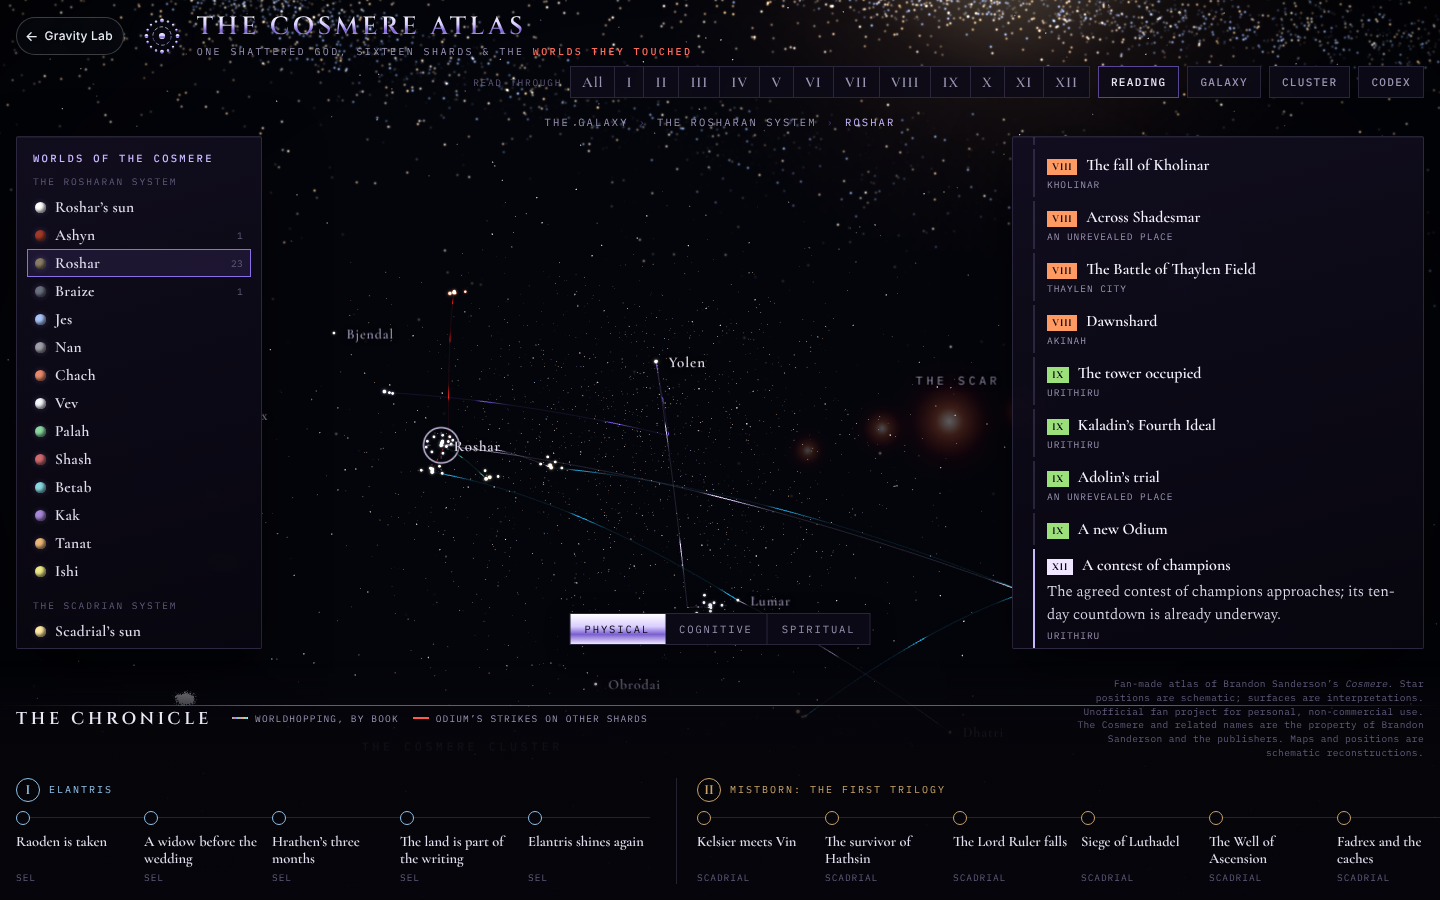 ← Gravity Lab
THE COSMERE ATLAS
ONE SHATTERED GOD, SIXTEEN SHARDS & THE WORLDS THEY TOUCHED
READ THROUGH
All I II III IV V VI VII VIII IX X XI XII
READING GALAXY CLUSTER CODEX
THE GALAXY THE ROSHARAN SYSTEM ROSHAR
WORLDS OF THE COSMERE
THE ROSHARAN SYSTEM
Roshar’s sun
Ashyn 1
Roshar 23
Braize 1
Jes
Nan
Chach
Vev
Palah
Shash
Betab
Kak
Tanat
Ishi
THE SCADRIAN SYSTEM
Scadrial’s sun
Bjendal
Yolen
THE SCAR
Roshar
Lumar
Obrodai
Dhatri
THE COSMERE CLUSTER
PHYSICAL COGNITIVE SPIRITUAL
VIII The fall of Kholinar
KHOLINAR
VIII Across Shadesmar
AN UNREVEALED PLACE
VIII The Battle of Thaylen Field
THAYLEN CITY
VIII Dawnshard
AKINAH
IX The tower occupied
URITHIRU
IX Kaladin’s Fourth Ideal
URITHIRU
IX Adolin’s trial
AN UNREVEALED PLACE
IX A new Odium
XII A contest of champions
The agreed contest of champions approaches; its ten-
day countdown is already underway.
URITHIRU
Fan-made atlas of Brandon Sanderson’s Cosmere. Star
positions are schematic; surfaces are interpretations.
Unofficial fan project for personal, non-commercial use.
The Cosmere and related names are the property of Brandon
Sanderson and the publishers. Maps and positions are
schematic reconstructions.
THE CHRONICLE
WORLDHOPPING, BY BOOK
ODIUM’S STRIKES ON OTHER SHARDS
I ELANTRIS
Raoden is taken
SEL
A widow before the
wedding
SEL
Hrathen’s three
months
SEL
The land is part of
the writing
SEL
Elantris shines again
SEL
II MISTBORN: THE FIRST TRILOGY
Kelsier meets Vin
SCADRIAL
The survivor of
Hathsin
SCADRIAL
The Lord Ruler falls
SCADRIAL
Siege of Luthadel
SCADRIAL
The Well of
Ascension
SCADRIAL
Fadrex and the
caches
SCADRIAL